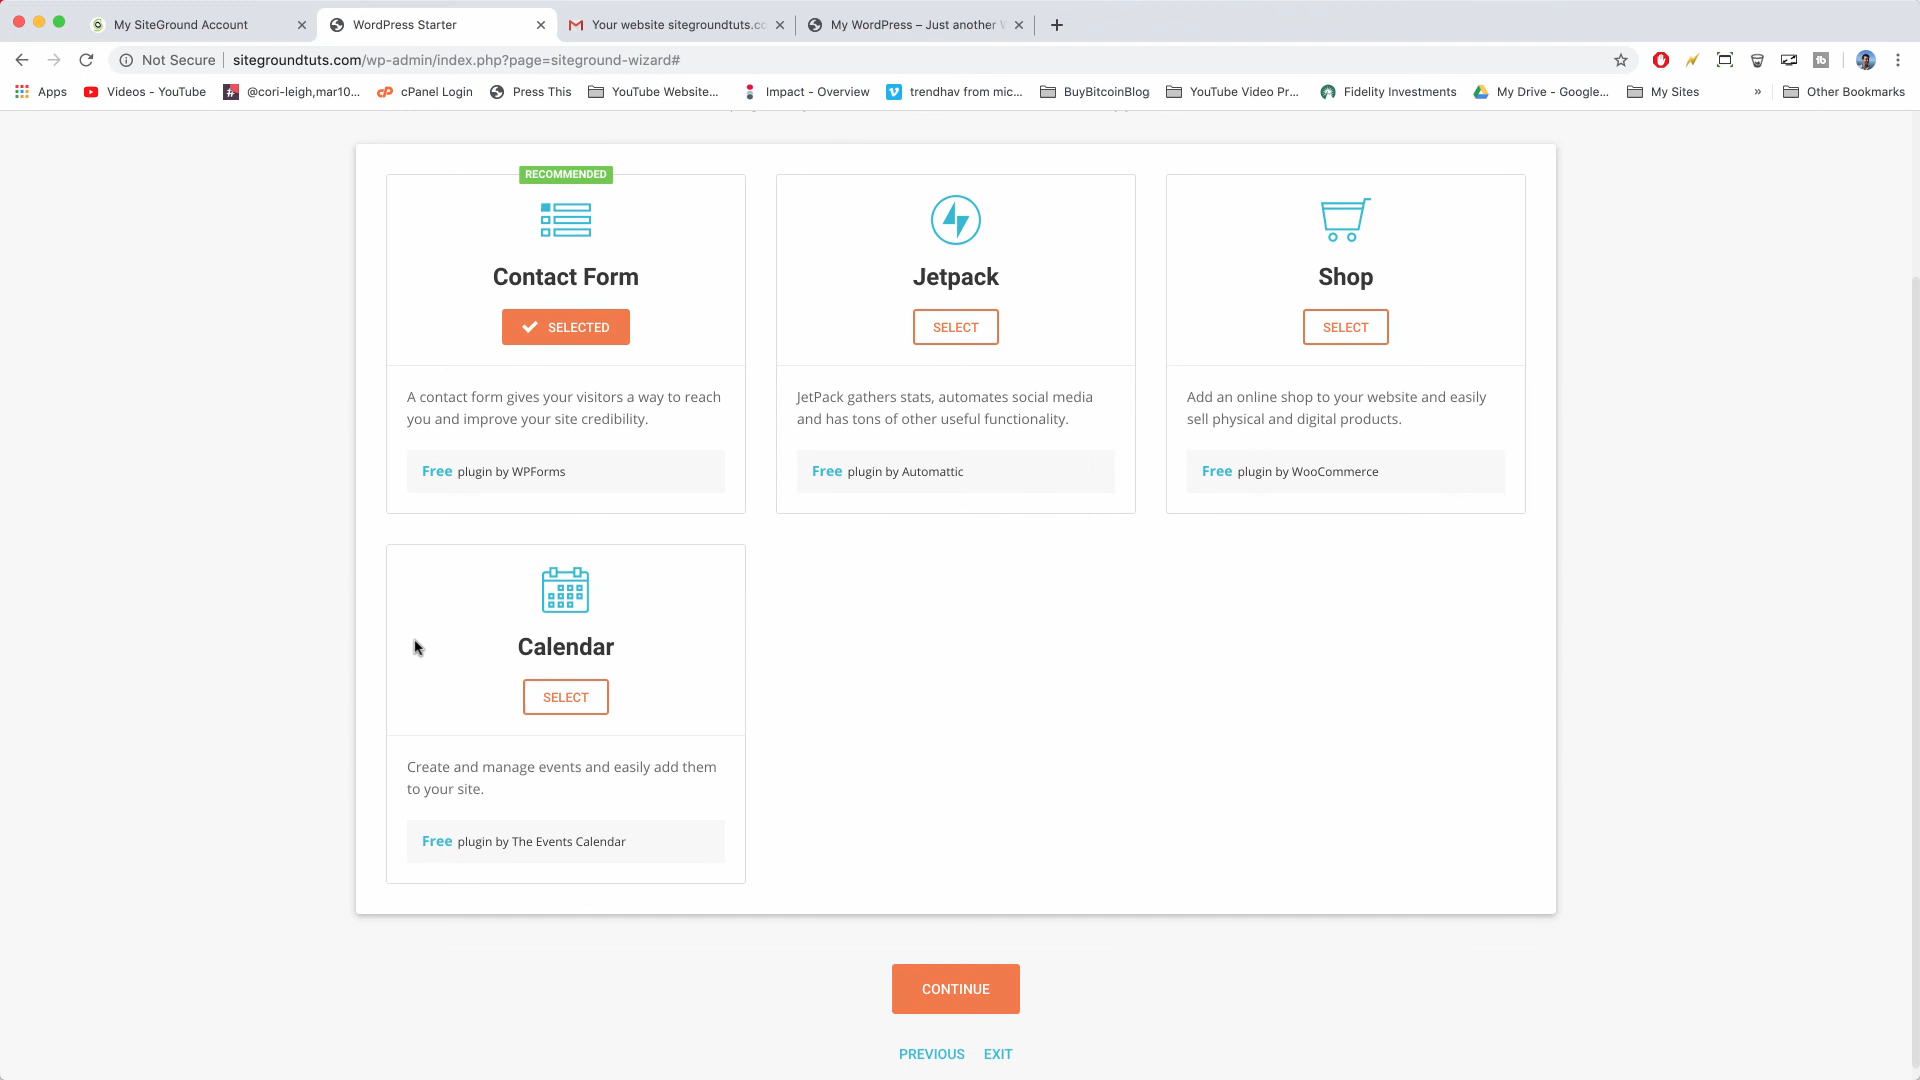 My SiteGround Account
WordPress Starter
Your website sitegroundtuts.co
My WordPress – Just another W
Not Secure
sitegroundtuts.com/wp-admin/index.php?page=siteground-wizard#
Apps
Videos - YouTube
@cori-leigh,mar10...
cPanel Login
Press This
YouTube Website...
Impact - Overview
trendhav from mic...
BuyBitcoinBlog
YouTube Video Pr...
Fidelity Investments
My Drive - Google...
My Sites
»
Other Bookmarks
RECOMMENDED
Contact Form
SELECTED
A contact form gives your visitors a way to reach
you and improve your site credibility.
Free plugin by WPForms
Jetpack
SELECT
JetPack gathers stats, automates social media
and has tons of other useful functionality.
Free plugin by Automattic
Shop
SELECT
Add an online shop to your website and easily
sell physical and digital products.
Free plugin by WooCommerce
Calendar
SELECT
Create and manage events and easily add them
to your site.
Free plugin by The Events Calendar
CONTINUE
PREVIOUS
EXIT